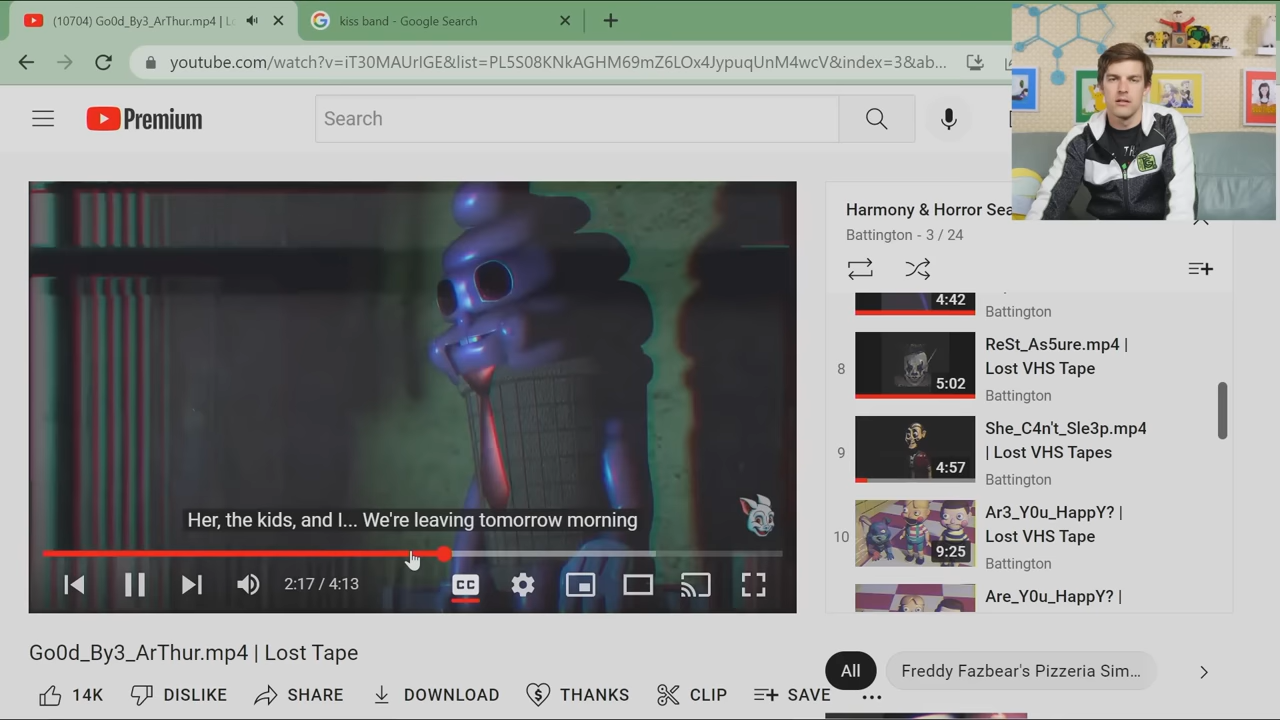 (10704) Go0d_By3_ArThur.mp4 | L
kiss band - Google Search
youtube.com/watch?v=iT30MAUIIGE&list=PL5S08KNkAGHM69mZ6LOx4JypuqUnM4wcV&index=3&ab...
Premium
Search
Harmony & Horror Sea
Battington - 3 / 24
4:42
Battington
8
ReSt_As5ure.mp4 |
Lost VHS Tape
5:02
Battington
9
She_C4n't_Sle3p.mp4
| Lost VHS Tapes
4:57
Battington
10
Ar3_Y0u_HappY? |
Lost VHS Tape
9:25
Battington
Are_Y0u_HappY? |
Her, the kids, and I... We're leaving tomorrow morning
2:17 / 4:13
CC
Go0d_By3_ArThur.mp4 | Lost Tape
14K DISLIKE SHARE DOWNLOAD THANKS CLIP SAVE ...
All Freddy Fazbear's Pizzeria Sim...